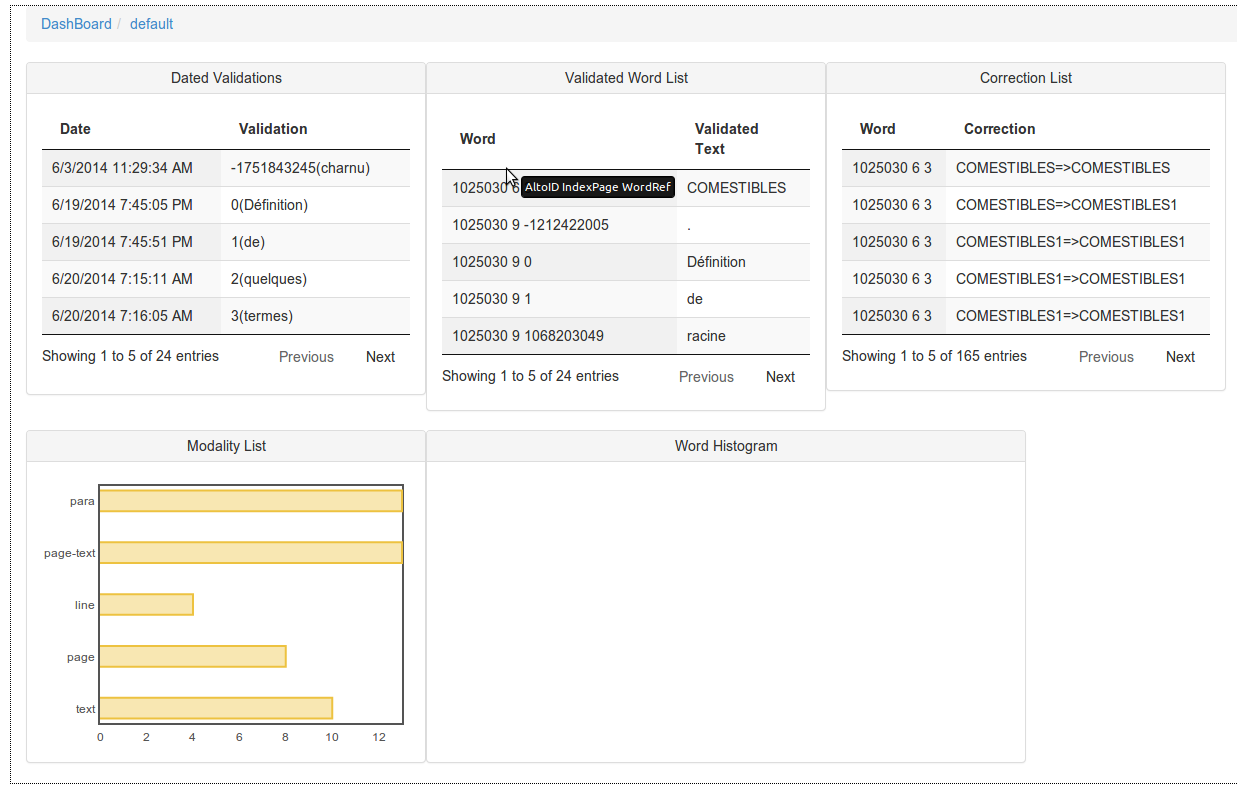 DashBoard / default
Dated Validations
Date Validation
6/3/2014 11:29:34 AM -1751843245(charnu)
6/19/2014 7:45:05 PM 0(Définition)
6/19/2014 7:45:51 PM 1(de)
6/20/2014 7:15:11 AM 2(quelques)
6/20/2014 7:16:05 AM 3(termes)
Showing 1 to 5 of 24 entries Previous Next
Validated Word List
Word Validated
Text
1025030 6 AltoID IndexPage WordRef COMESTIBLES
1025030 9 -1212422005 .
1025030 9 0 Définition
1025030 9 1 de
1025030 9 1068203049 racine
Showing 1 to 5 of 24 entries Previous Next
Correction List
Word Correction
1025030 6 3 COMESTIBLES=>COMESTIBLES
1025030 6 3 COMESTIBLES=>COMESTIBLES1
1025030 6 3 COMESTIBLES1=>COMESTIBLES1
1025030 6 3 COMESTIBLES1=>COMESTIBLES1
1025030 6 3 COMESTIBLES1=>COMESTIBLES1
Showing 1 to 5 of 165 entries Previous Next
Modality List
para
page-text
line
page
text
0 2 4 6 8 10 12
Word Histogram